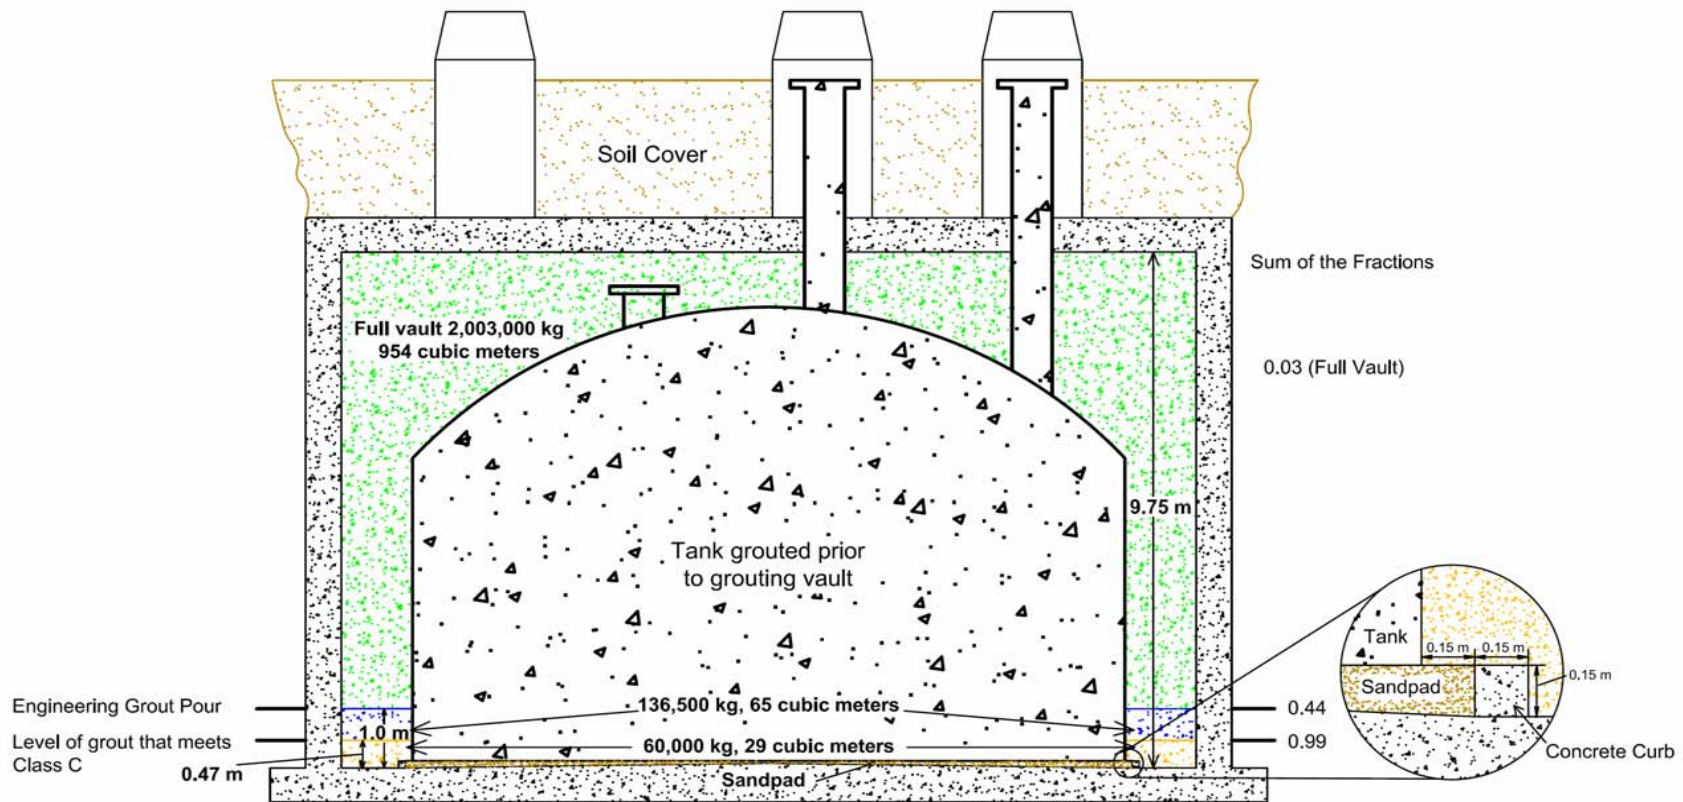 Soil Cover
Sum of the Fractions
Full vault 2,003,000 kg
954 cubic meters
0.03 (Full Vault)
9.75 m
Tank grouted prior
to grouting vault
Tank
0.15 m
0.15 m
0.15 m
Sandpad
Concrete Curb
Engineering Grout Pour
136,500 kg, 65 cubic meters
0.44
1.0 m
Level of grout that meets
Class C
60,000 kg, 29 cubic meters
0.99
0.47 m
Sandpad